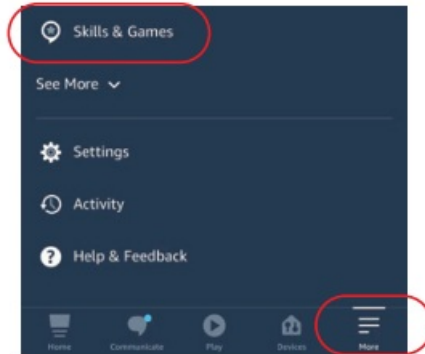 Skills & Games
See More
Settings
Activity
Help & Feedback
Home Communicate Play Devices More